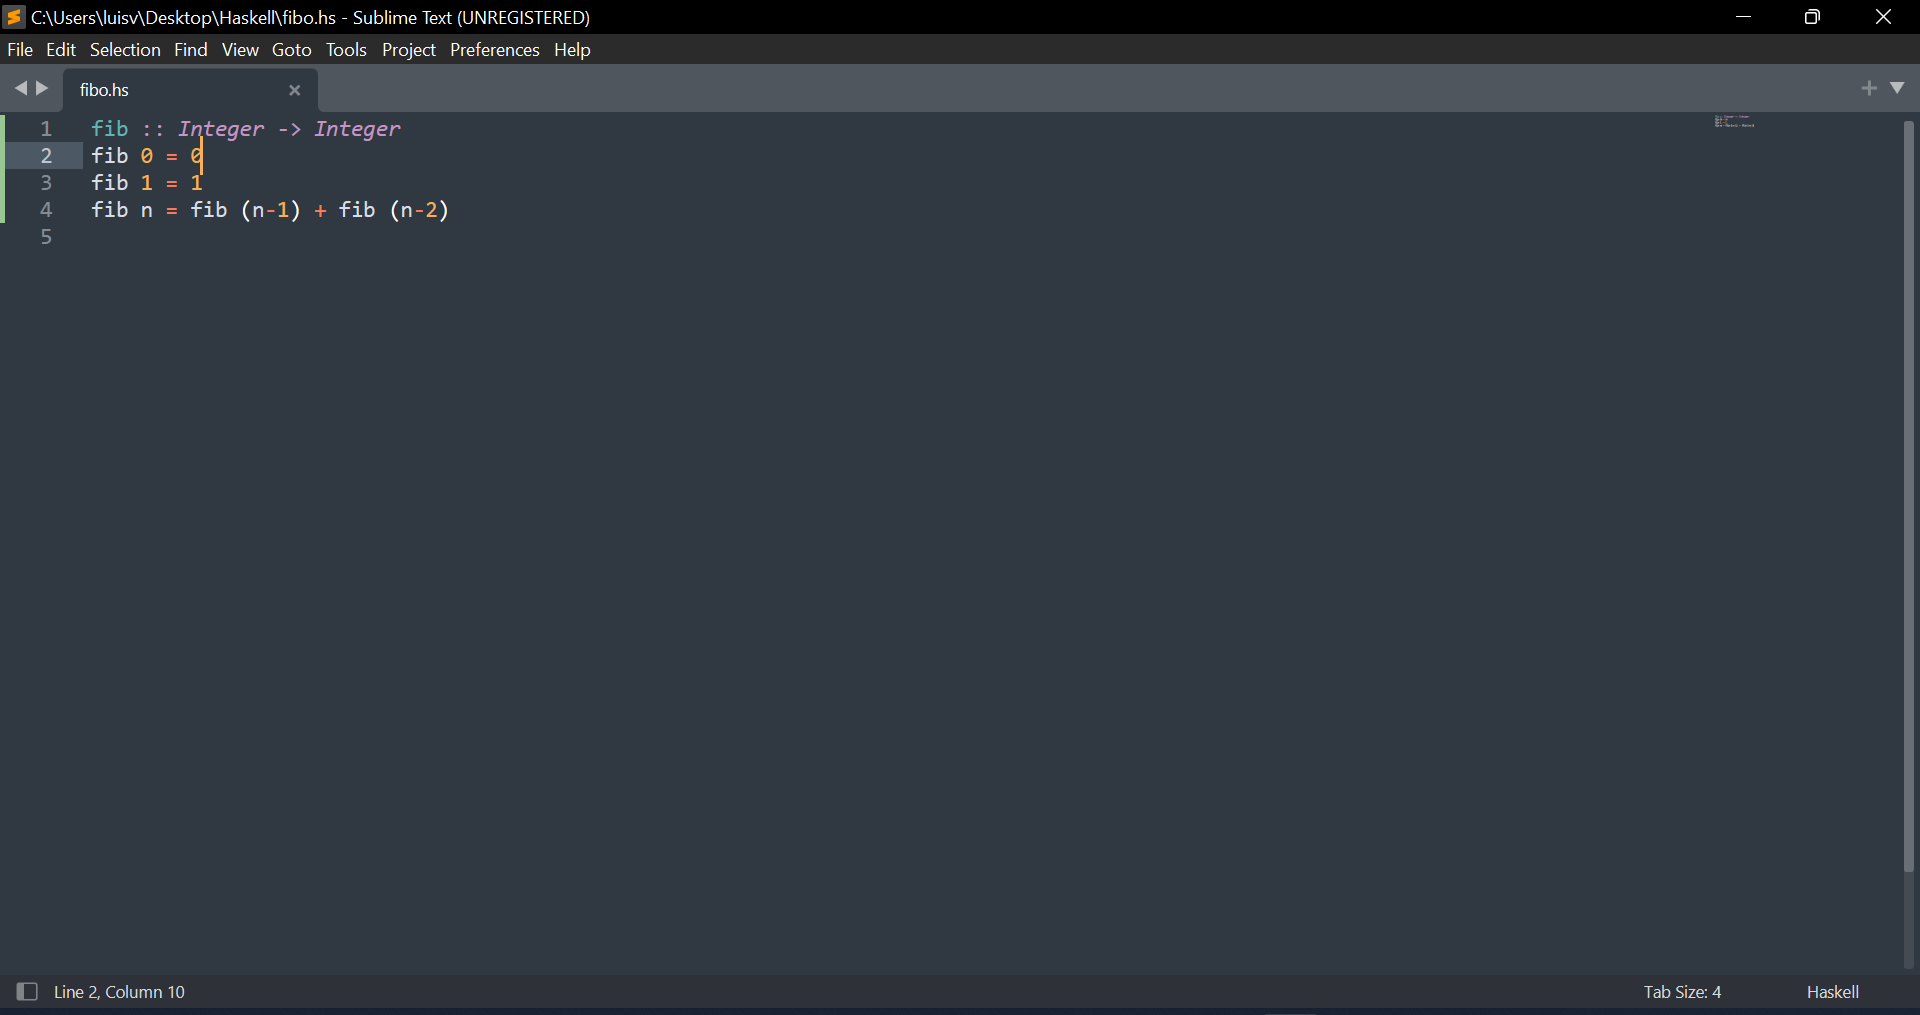 C:\Users\luisv\Desktop\Haskell\fibo.hs - Sublime Text (UNREGISTERED)
File Edit Selection Find View Goto Tools Project Preferences Help
fibo.hs
1 fib :: Integer -> Integer
2 fib 0 = 0
3 fib 1 = 1
4 fib n = fib (n-1) + fib (n-2)
5
Line 2, Column 10 Tab Size: 4 Haskell